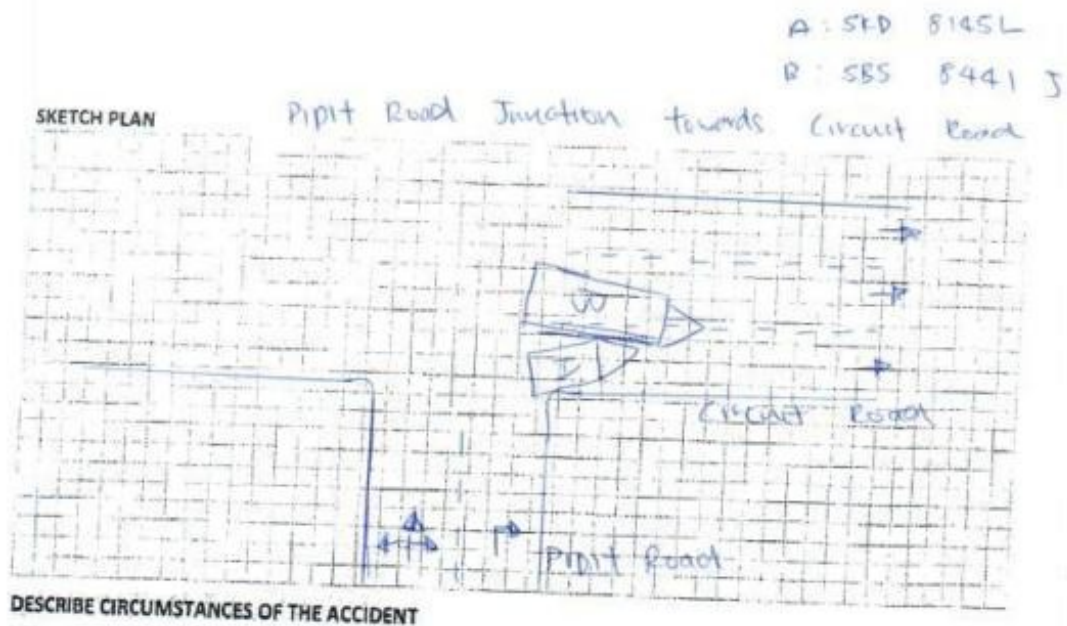 A : SKD 8145L
B : SBS 8441 J
SKETCH PLAN
Pipit Road Junction towards Circuit Road
B
Circuit Road
Pipit Road
DESCRIBE CIRCUMSTANCES OF THE ACCIDENT